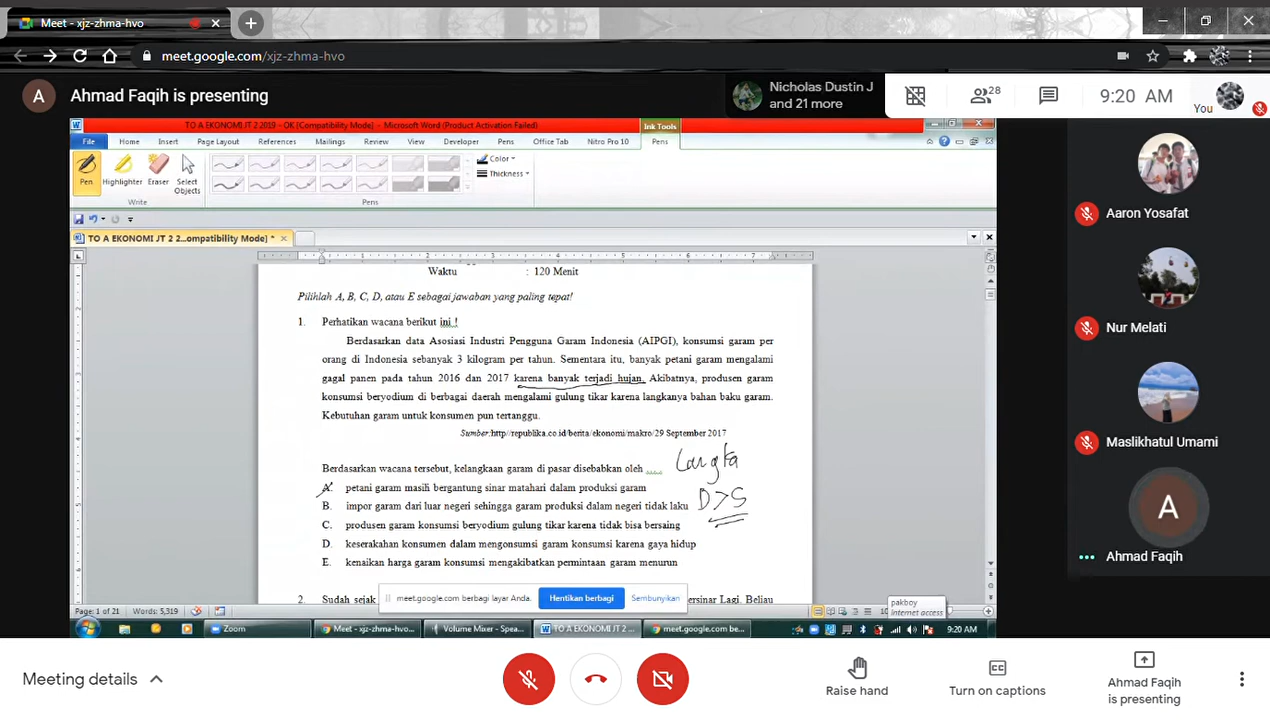 Meet - xjz-zhma-hvo
meet.google.com/xjz-zhma-hvo
A
Ahmad Faqih is presenting
Nicholas Dustin J
and 21 more
28
9:20 AM
You
TO A EKONOMI JT 2 2019 - OK [Compatibility Mode] - Microsoft Word (Product Activation Failed)
Ink Tools
File Home Insert Page Layout References Mailings Review View Developer Pens Office Tab Nitro Pro 10 Pens
Pen Highlighter Eraser Select Objects
Color
Thickness
Write Pens
TO A EKONOMI JT 2 2...ompatibility Mode] *
Waktu : 120 Menit
Pilihlah A, B, C, D, atau E sebagai jawaban yang paling tepat!
1. Perhatikan wacana berikut ini !
Berdasarkan data Asosiasi Industri Pengguna Garam Indonesia (AIPGI), konsumsi garam per
orang di Indonesia sebanyak 3 kilogram per tahun. Sementara itu, banyak petani garam mengalami
gagal panen pada tahun 2016 dan 2017 karena banyak terjadi hujan. Akibatnya, produsen garam
konsumsi beryodium di berbagai daerah mengalami gulung tikar karena langkanya bahan baku garam.
Kebutuhan garam untuk konsumen pun tertanggu.
Sumber:http//republika.co.id/berita/ekonomi/makro/29 September 2017
Berdasarkan wacana tersebut, kelangkaan garam di pasar disebabkan oleh .....
Langka
A. petani garam masih bergantung sinar matahari dalam produksi garam
B. impor garam dari luar negeri sehingga garam produksi dalam negeri tidak laku
D>S
C. produsen garam konsumsi beryodium gulung tikar karena tidak bisa bersaing
D. keserakahan konsumen dalam mengonsumsi garam konsumsi karena gaya hidup
E. kenaikan harga garam konsumsi mengakibatkan permintaan garam menurun
2. Sudah sejak
ersinar Lagi. Beliau
meet.google.com berbagi layar Anda. Hentikan berbagi Sembunyikan
Page: 1 of 21 Words: 5,319
pakboy
Internet access
Zoom Meet - xjz-zhma-hvo... Volume Mixer - Spea... TO A EKONOMI JT 2 ... meet.google.com be... 9:20 AM
Aaron Yosafat
Nur Melati
Maslikhatul Umami
A
Ahmad Faqih
Meeting details
Raise hand
Turn on captions
Ahmad Faqih
is presenting